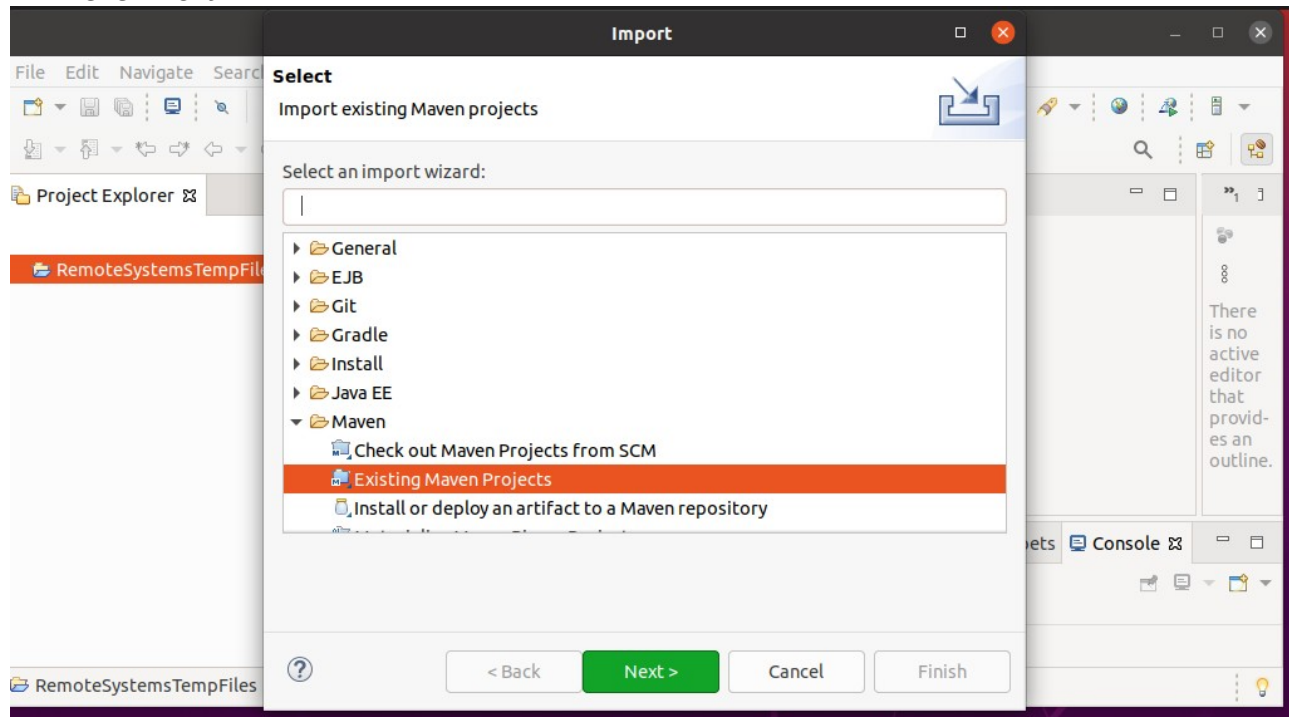 Import
File Edit Navigate Searc
Select
Import existing Maven projects
Select an import wizard:
Project Explorer
RemoteSystemsTempFil
General
EJB
Git
Gradle
Install
Java EE
Maven
Check out Maven Projects from SCM
Existing Maven Projects
Install or deploy an artifact to a Maven repository
There
is no
active
editor
that
provid-
es an
outline.
Console
< Back
Next >
Cancel
Finish
RemoteSystemsTempFiles